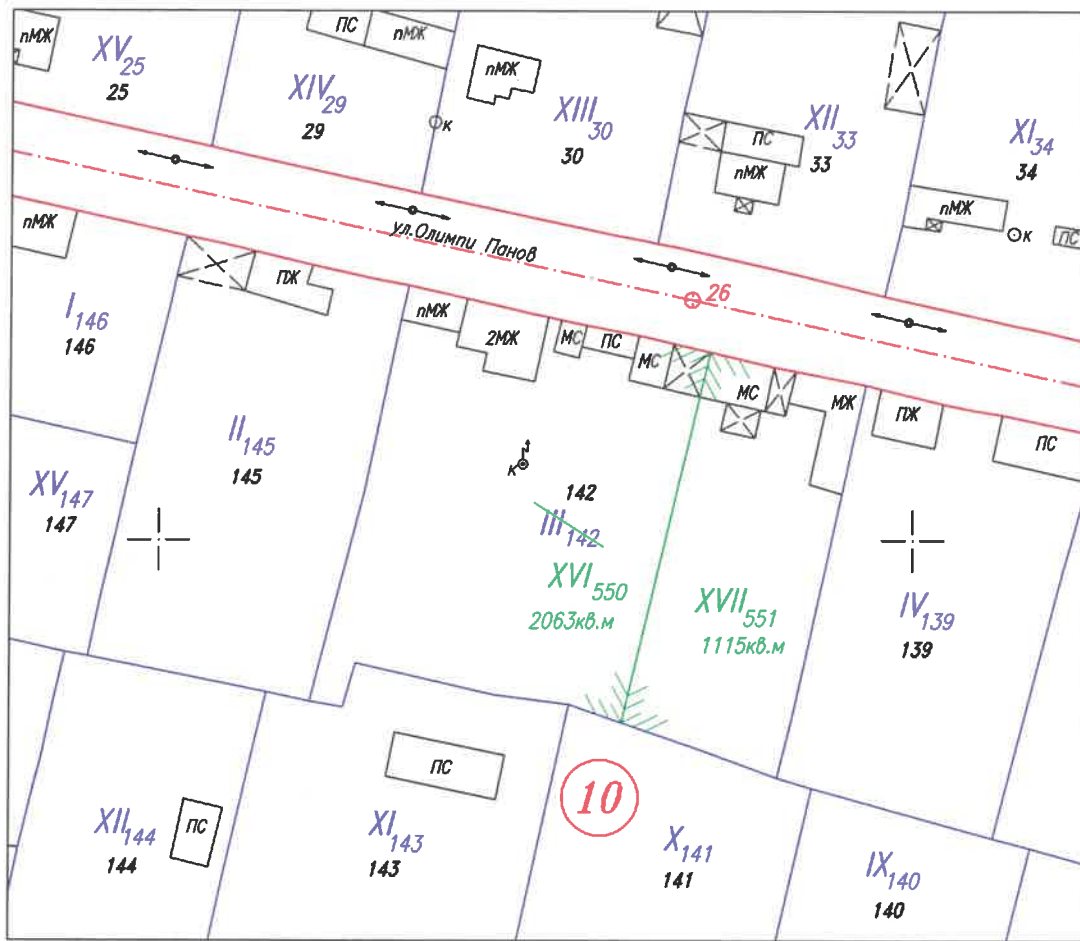 пМЖ
ПС
пМЖ
XV25
25
XIV29
29
К
пМЖ
XIII30
30
ПС
пМЖ
XII33
33
XI34
34
пМЖ
К
ПС
ул.Олимпи Панов
26
пМЖ
I146
146
ПЖ
пМЖ
2МЖ
МС
ПС
МС
МС
МЖ
ПЖ
ПС
II145
145
XV147
147
К
142
III142
XVI550
2063кв.м
XVII551
1115кв.м
IV139
139
ПС
10
XII144
144
ПС
XI143
143
X141
141
IX140
140